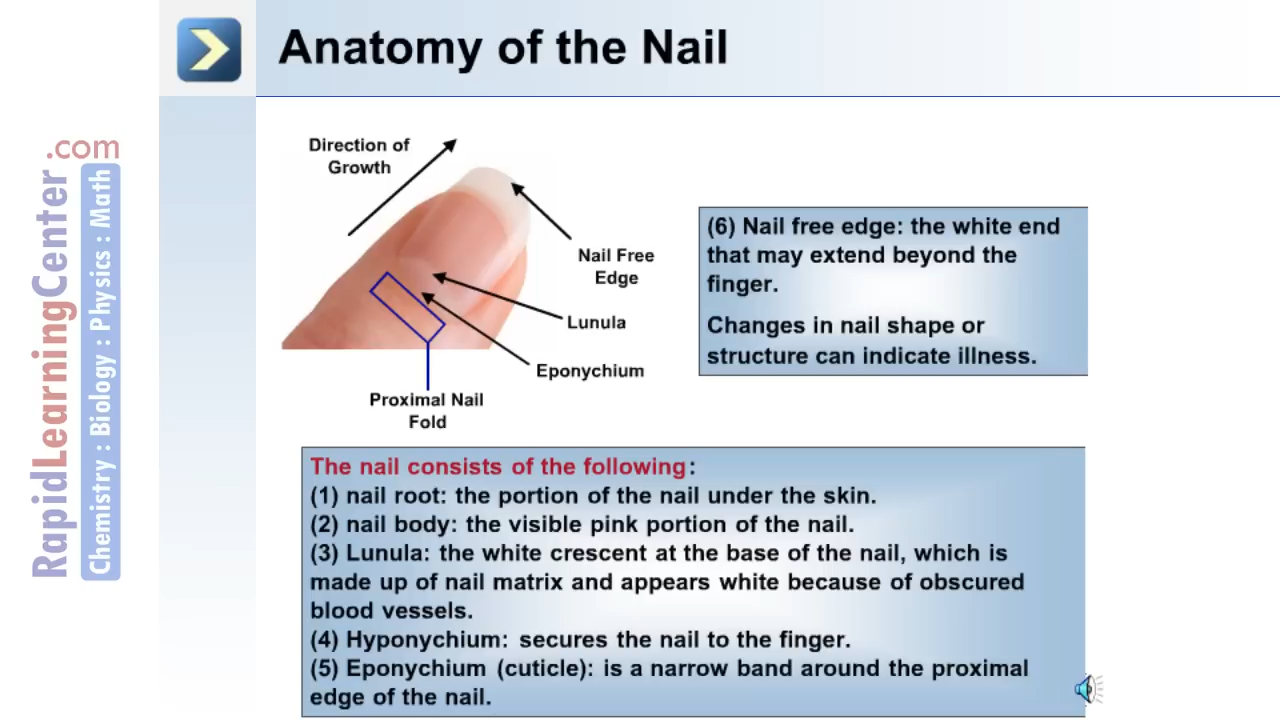 Anatomy of the Nail
RapidLearningCenter.com
Chemistry : Biology : Physics : Math
Direction of
Growth
Nail Free
Edge
Lunula
Eponychium
Proximal Nail
Fold
(6) Nail free edge: the white end
that may extend beyond the
finger.
Changes in nail shape or
structure can indicate illness.
The nail consists of the following:
(1) nail root: the portion of the nail under the skin.
(2) nail body: the visible pink portion of the nail.
(3) Lunula: the white crescent at the base of the nail, which is
made up of nail matrix and appears white because of obscured
blood vessels.
(4) Hyponychium: secures the nail to the finger.
(5) Eponychium (cuticle): is a narrow band around the proximal
edge of the nail.